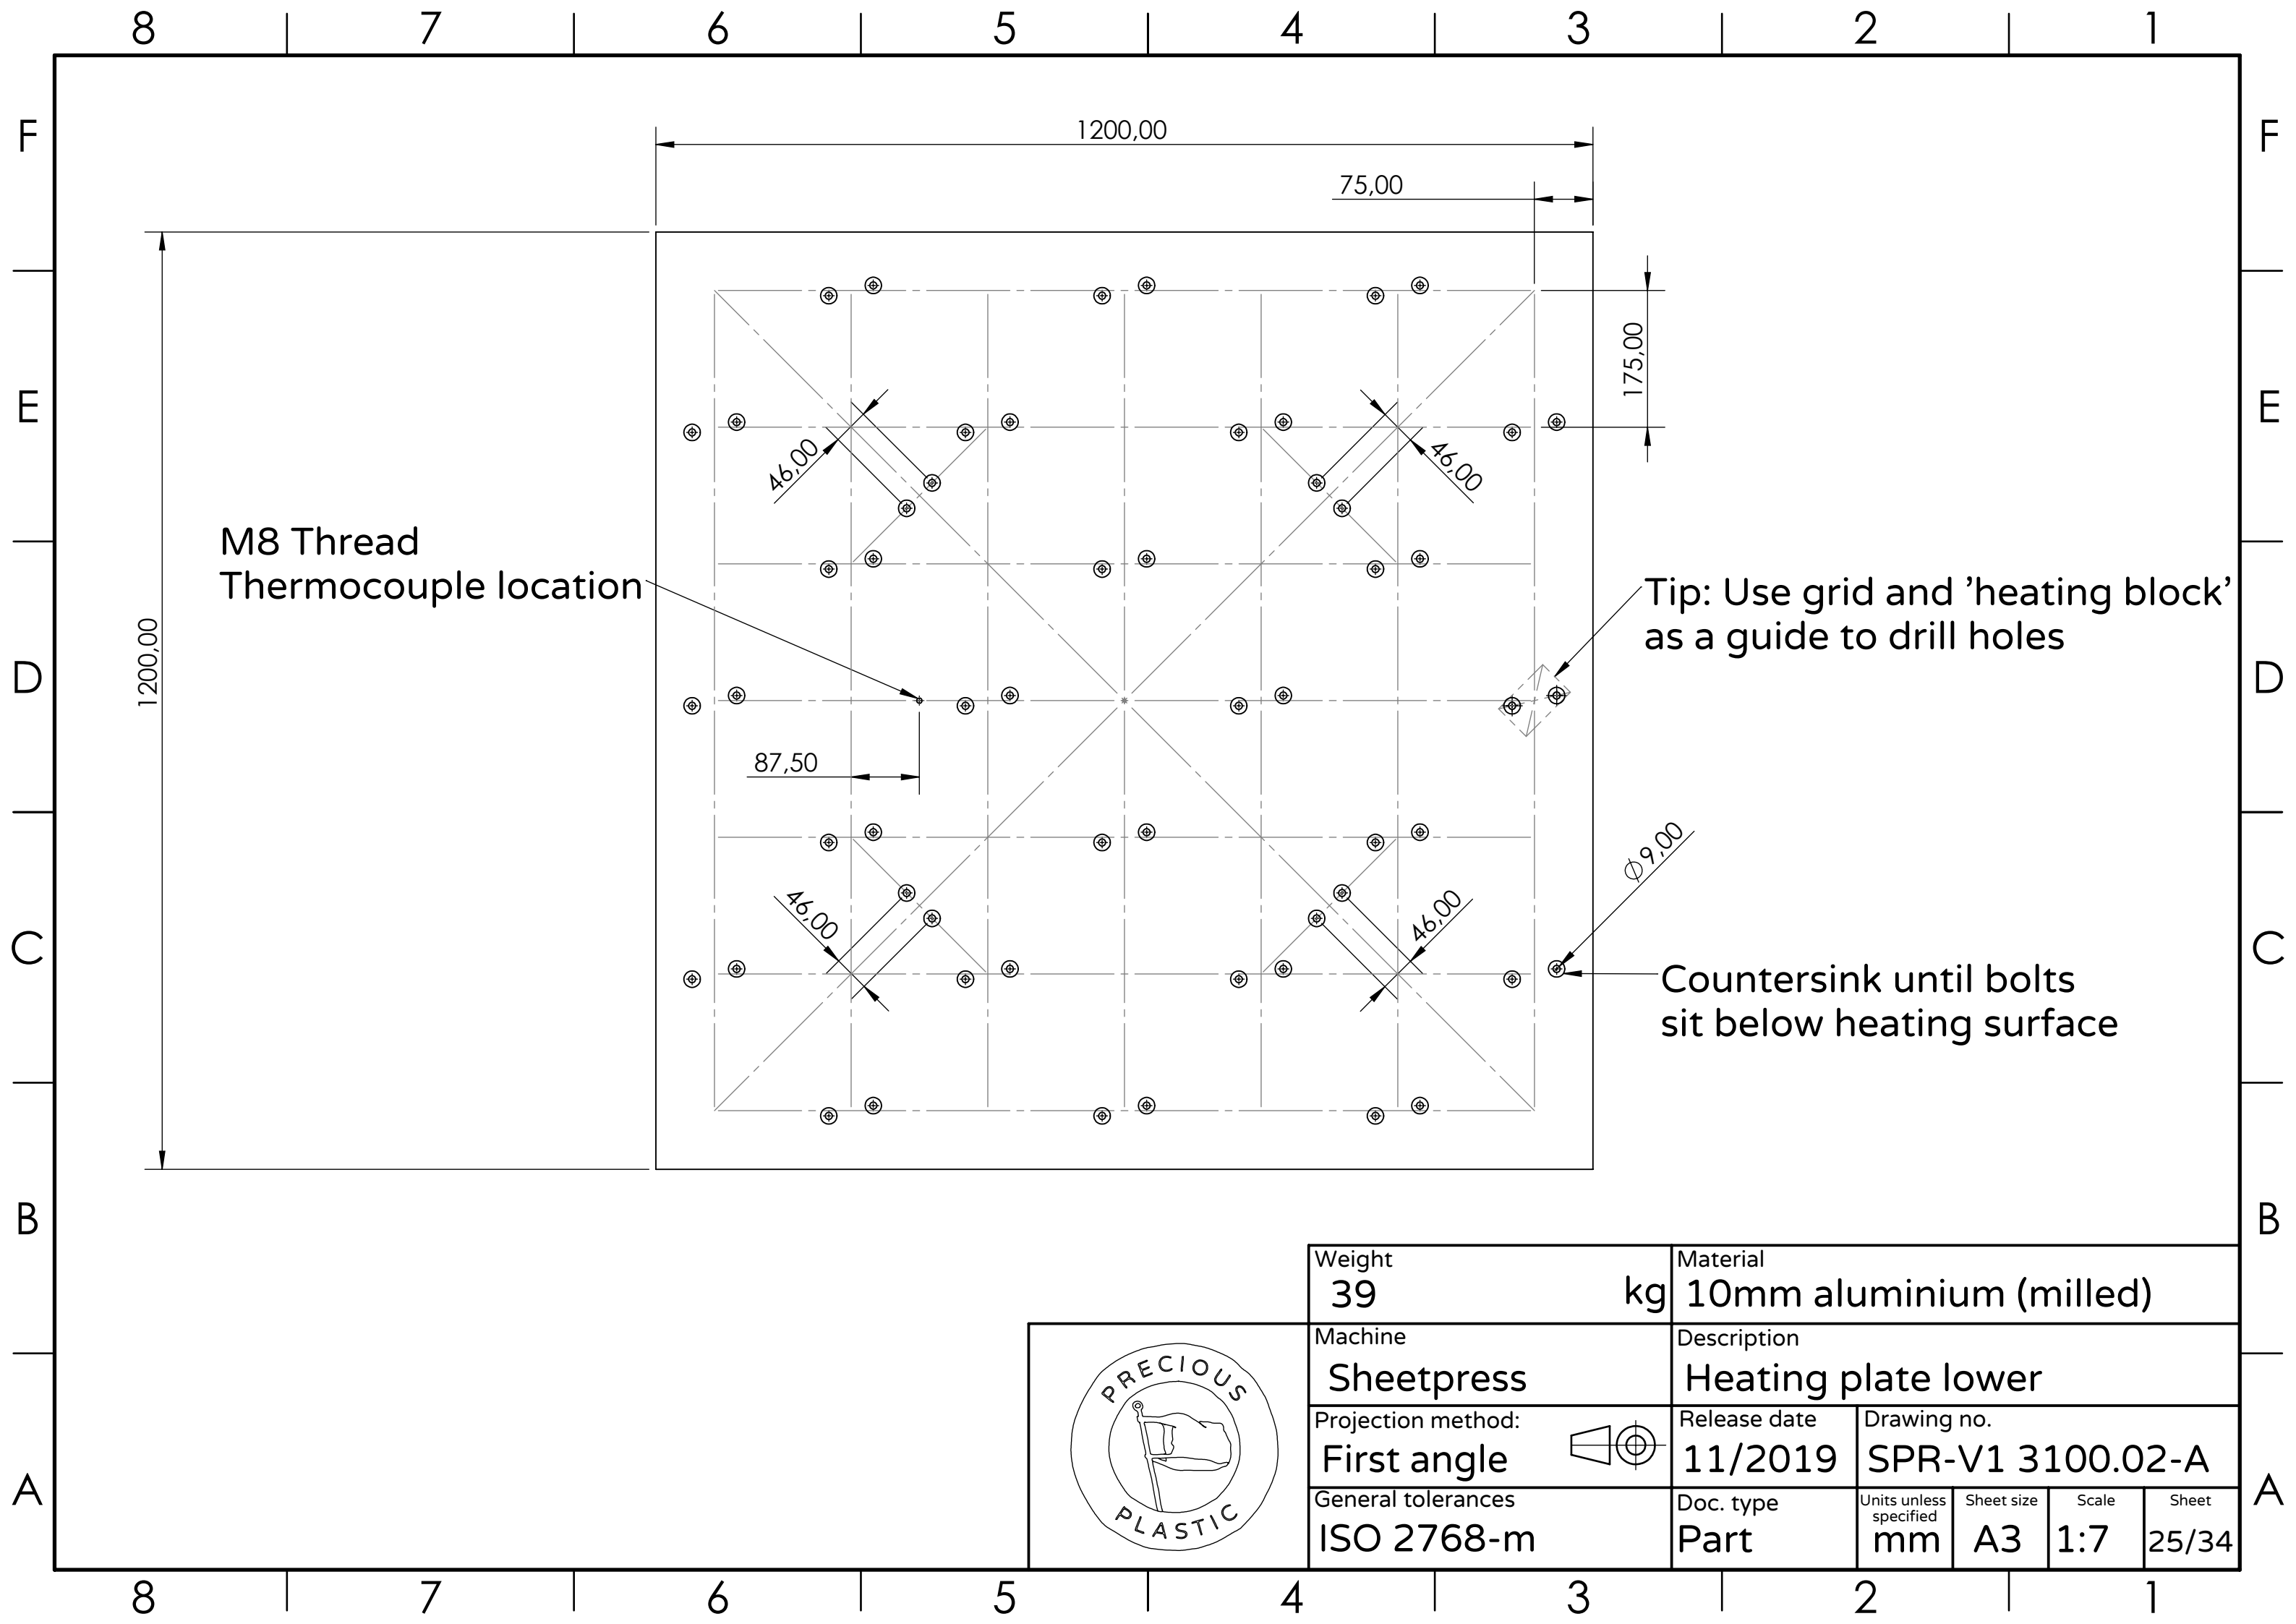 8 7 6 5 4 3 2 1
F F
1200,00
75,00
175,00
E E
46,00
46,00
M8 Thread
Thermocouple location
Tip: Use grid and ’heating block’
as a guide to drill holes
1200,00
D D
87,50
Ø9,00
46,00
46,00
C C
Countersink until bolts
sit below heating surface
B B
Weight
39 kg
Material
10mm aluminium (milled)
Machine
Sheetpress
Description
Heating plate lower
PRECIOUS
PLASTIC
Projection method:
First angle
Release date
11/2019
Drawing no.
SPR-V1 3100.02-A
A A
General tolerances
ISO 2768-m
Doc. type
Part
Units unless
specified
mm
Sheet size
A3
Scale
1:7
Sheet
25/34
8 7 6 5 4 3 2 1